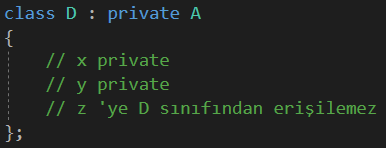 class D : private A
{
// x private
// y private
// z 'ye D sınıfından erişilemez
};